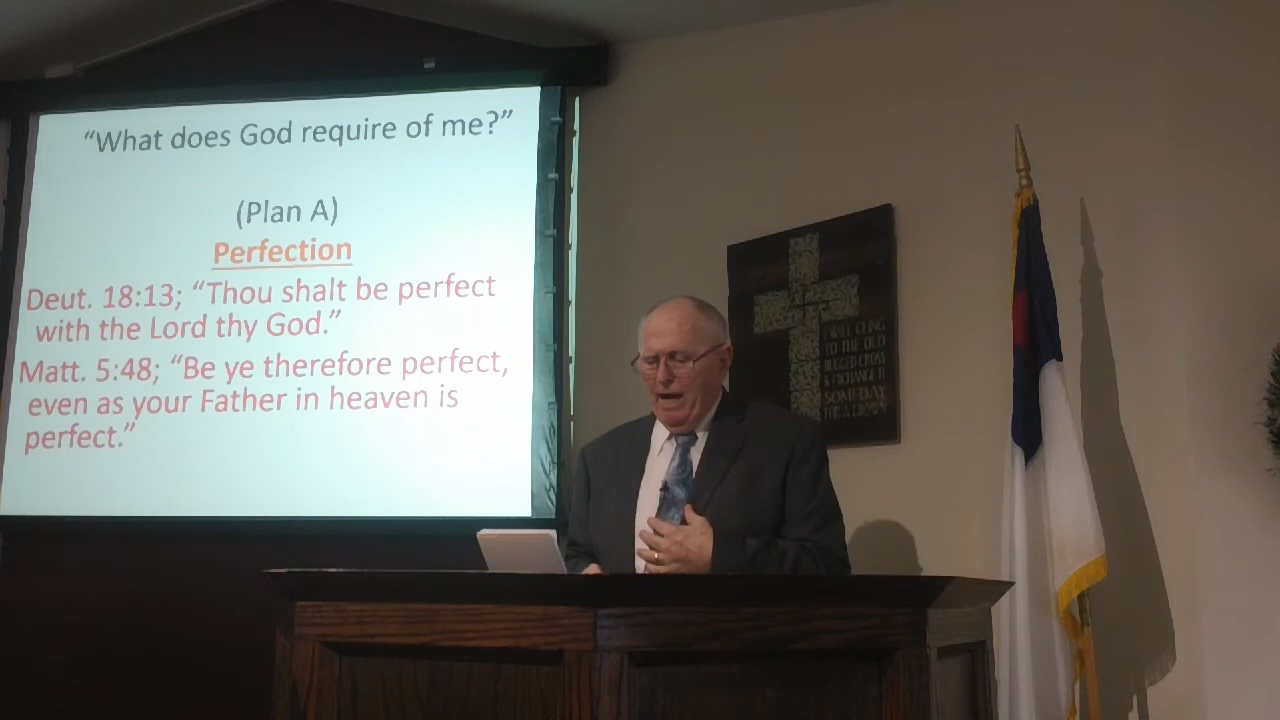 “What does God require of me?”
(Plan A)
Perfection
Deut. 18:13; “Thou shalt be perfect
with the Lord thy God.”
Matt. 5:48; “Be ye therefore perfect,
even as your Father in heaven is
perfect.”
I WILL CLING
TO THE OLD
RUGGED CROSS
& EXCHANGE IT
SOMEDAY
FOR A CROWN